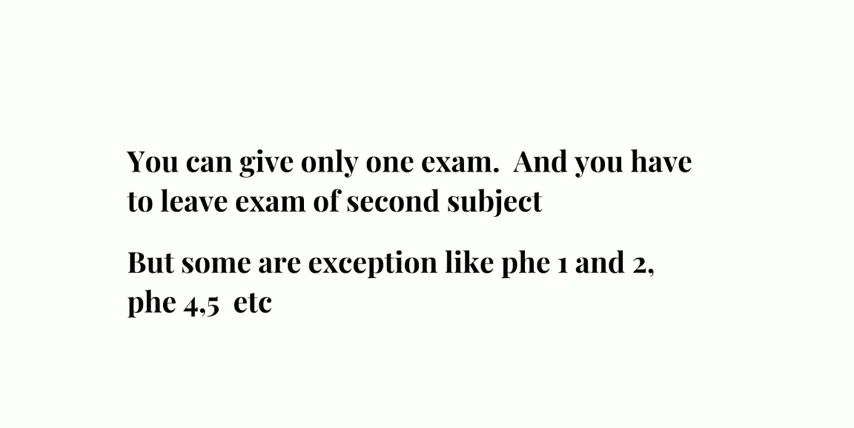 You can give only one exam.  And you have
to leave exam of second subject
But some are exception like phe 1 and 2,
phe 4,5  etc